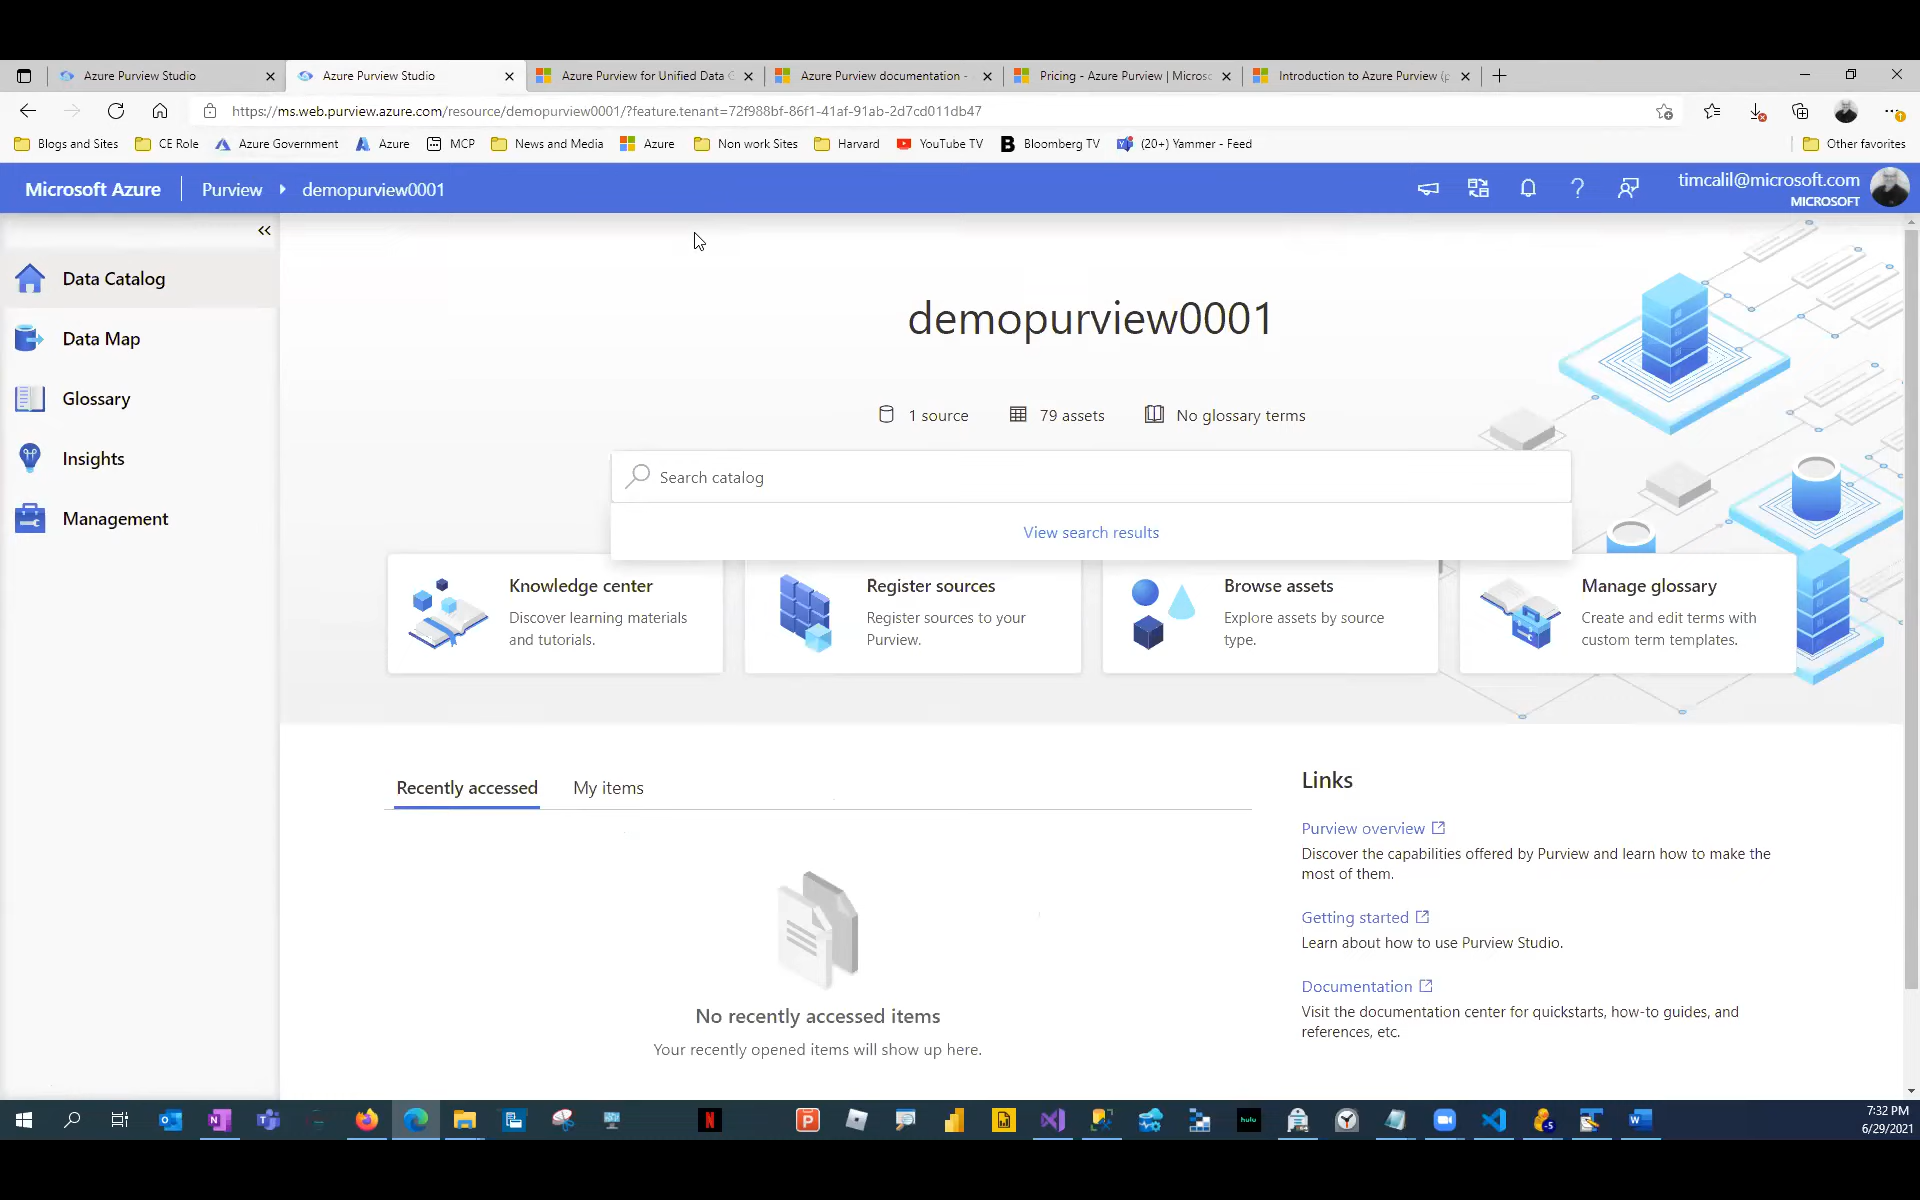 Azure Purview Studio
Azure Purview Studio
Azure Purview for Unified Data
Azure Purview documentation -
Pricing - Azure Purview | Micros
Introduction to Azure Purview (p
https://ms.web.purview.azure.com/resource/demopurview0001/?feature.tenant=72f988bf-86f1-41af-91ab-2d7cd011db47
Blogs and Sites
CE Role
Azure Government
Azure
MCP
News and Media
Azure
Non work Sites
Harvard
YouTube TV
Bloomberg TV
(20+) Yammer - Feed
Other favorites
Microsoft Azure
Purview
demopurview0001
timcalil@microsoft.com
MICROSOFT
Data Catalog
Data Map
Glossary
Insights
Management
demopurview0001
1 source
79 assets
No glossary terms
Search catalog
View search results
Knowledge center
Discover learning materials
and tutorials.
Register sources
Register sources to your
Purview.
Browse assets
Explore assets by source
type.
Manage glossary
Create and edit terms with
custom term templates.
Recently accessed
My items
No recently accessed items
Your recently opened items will show up here.
Links
Purview overview
Discover the capabilities offered by Purview and learn how to make the
most of them.
Getting started
Learn about how to use Purview Studio.
Documentation
Visit the documentation center for quickstarts, how-to guides, and
references, etc.
hulu
7:32 PM
6/29/2021